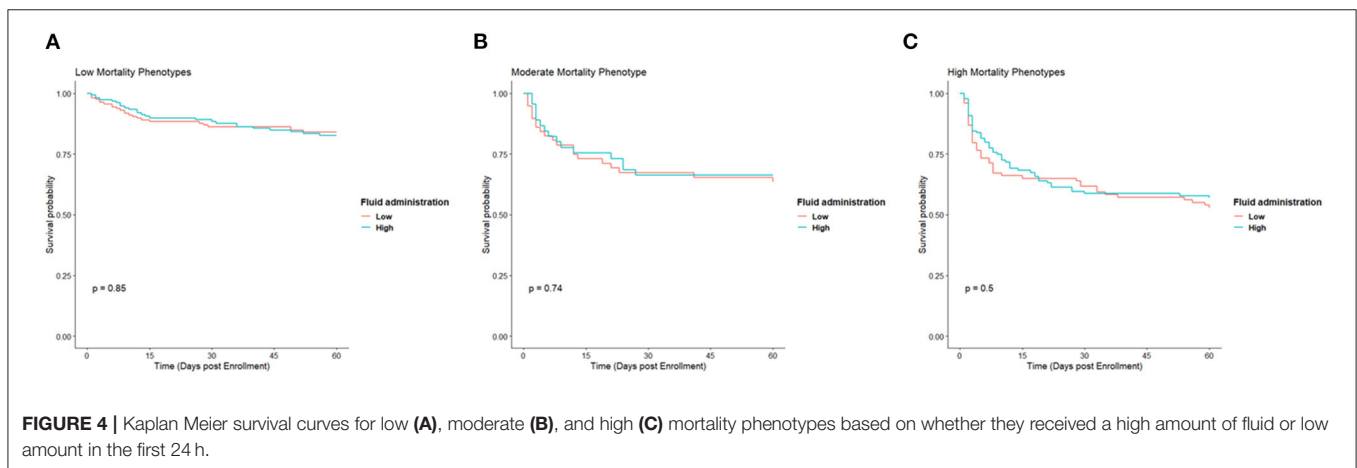 A
Low Mortality Phenotypes
1.00
0.75
0.50
0.25
0.00
Survival probability
p = 0.85
0 15 30 45 60
Time (Days post Enrollment)
Fluid administration
Low
High
B
Moderate Mortality Phenotype
1.00
0.75
0.50
0.25
0.00
Survival probability
p = 0.74
0 15 30 45 60
Time (Days post Enrollment)
Fluid administration
Low
High
C
High Mortality Phenotypes
1.00
0.75
0.50
0.25
0.00
Survival probability
p = 0.5
0 15 30 45 60
Time (Days post Enrollment)
Fluid administration
Low
High
FIGURE 4 | Kaplan Meier survival curves for low (A), moderate (B), and high (C) mortality phenotypes based on whether they received a high amount of fluid or low
amount in the first 24 h.